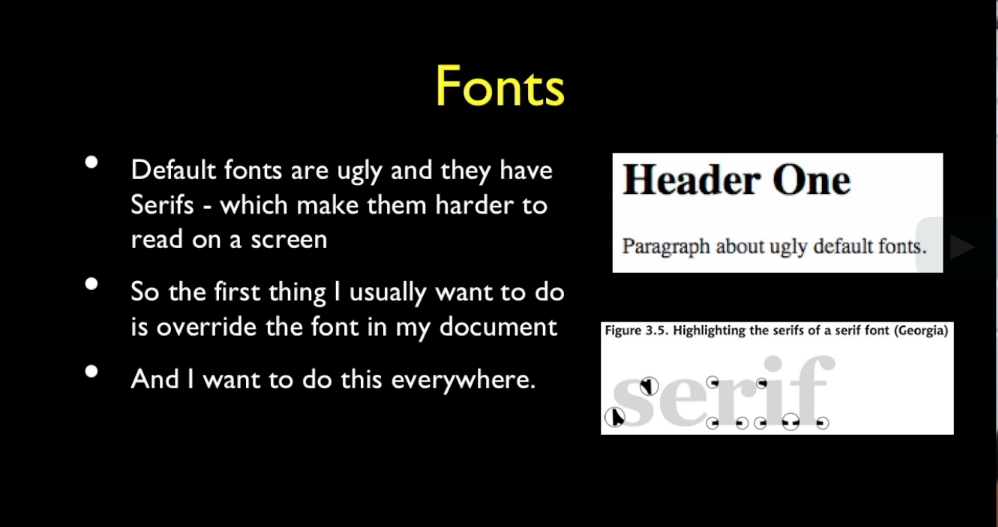 Fonts
• Default fonts are ugly and they have
Serifs - which make them harder to
read on a screen
• So the first thing I usually want to do
is override the font in my document
• And I want to do this everywhere.
Header One
Paragraph about ugly default fonts.
Figure 3.5. Highlighting the serifs of a serif font (Georgia)
serif